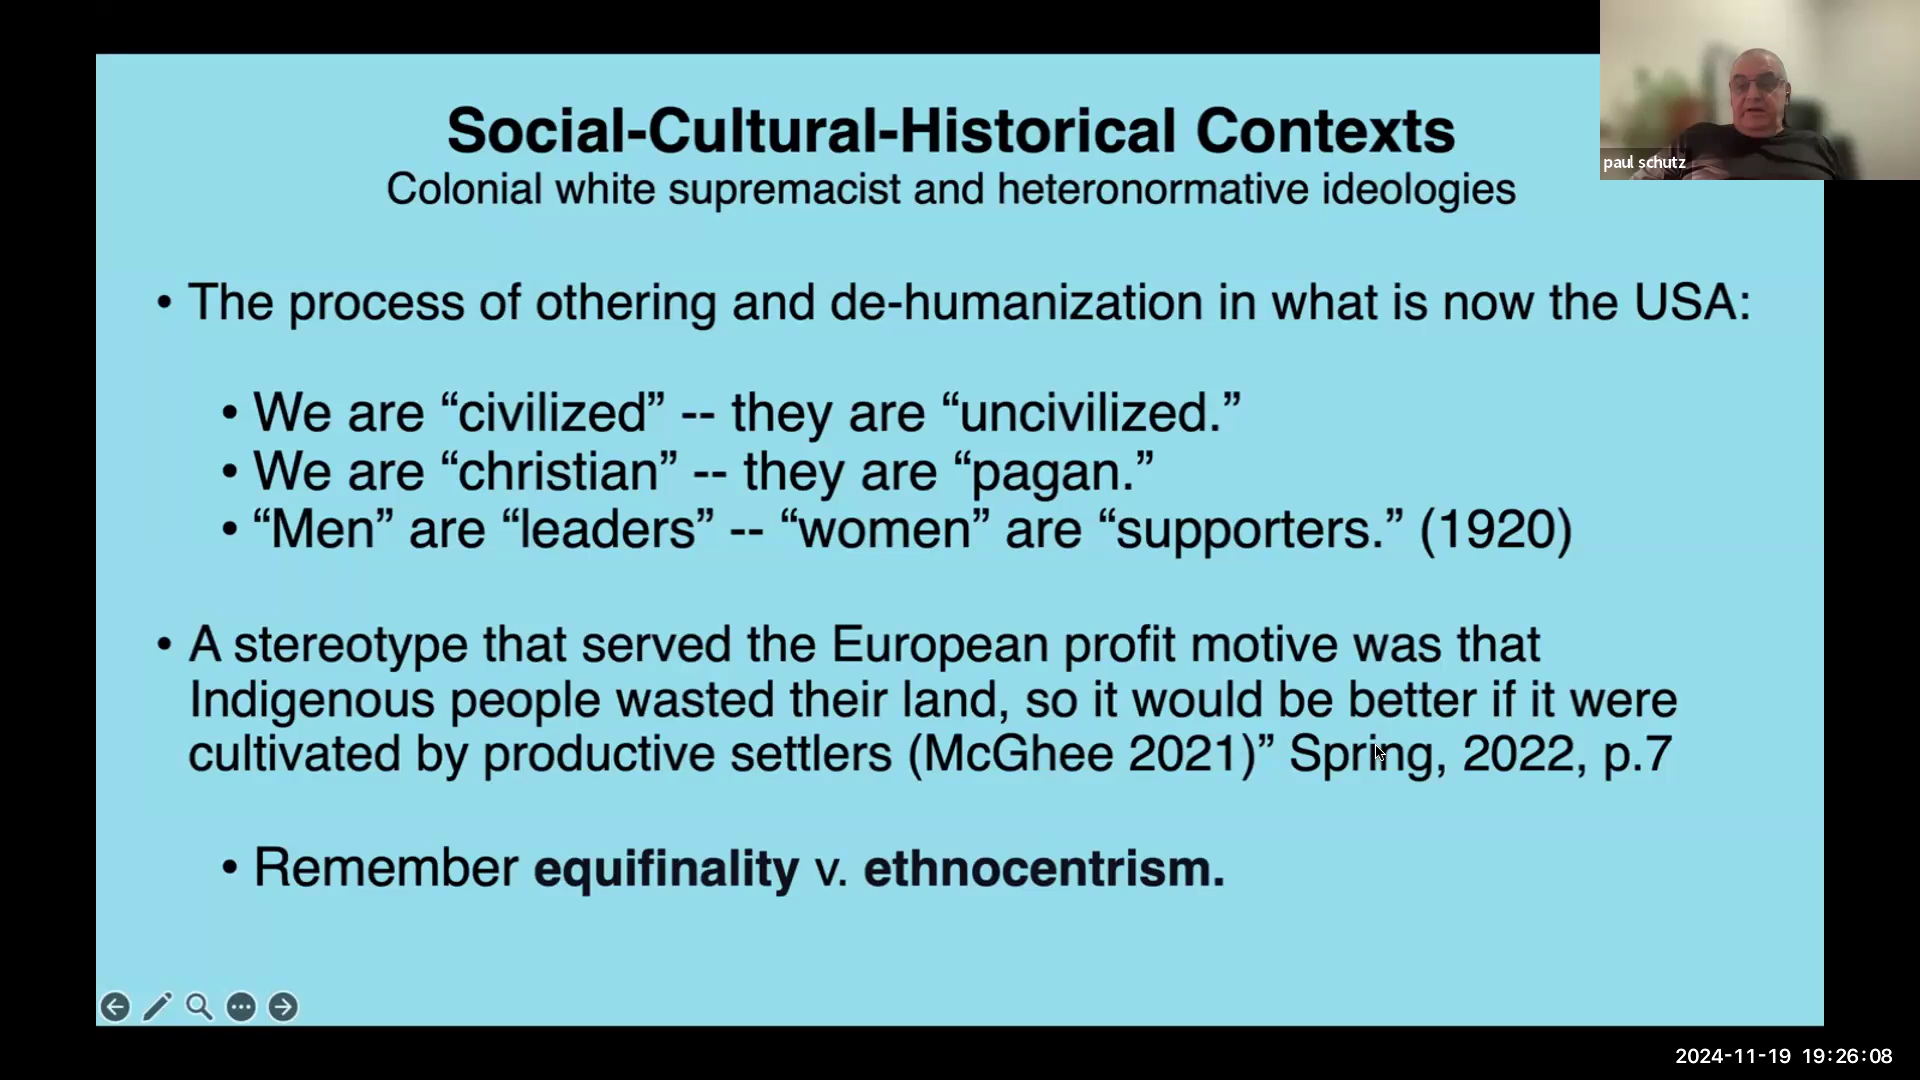 Social-Cultural-Historical Contexts
Colonial white supremacist and heteronormative ideologies
paul schutz
• The process of othering and de-humanization in what is now the USA:
• We are “civilized” -- they are “uncivilized.”
• We are “christian” -- they are “pagan.”
• “Men” are “leaders” -- “women” are “supporters.” (1920)
• A stereotype that served the European profit motive was that
Indigenous people wasted their land, so it would be better if it were
cultivated by productive settlers (McGhee 2021)” Spring, 2022, p.7
• Remember equifinality v. ethnocentrism.
2024-11-19 19:26:08